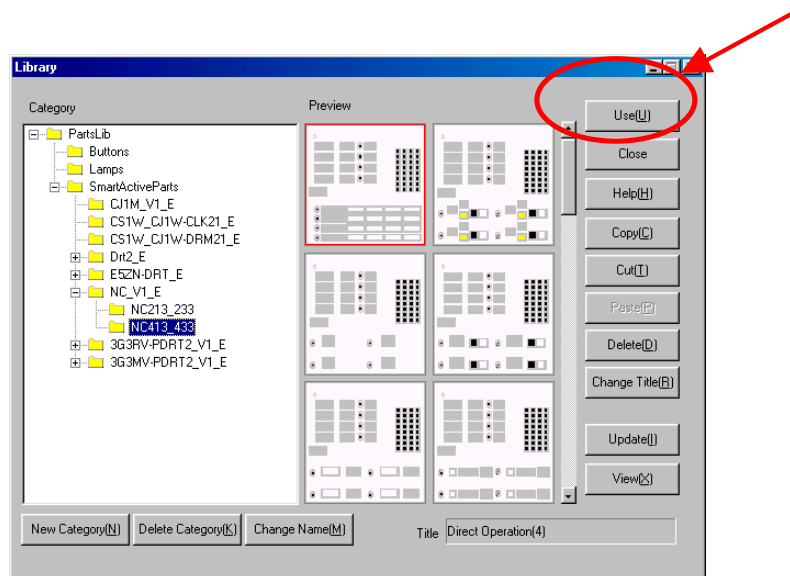 Library
Category
Preview
PartsLib
Buttons
Lamps
SmartActiveParts
CJ1M_V1_E
CS1W_CJ1W-CLK21_E
CS1W_CJ1W-DRM21_E
Drt2_E
E5ZN-DRT_E
NC_V1_E
NC213_233
NC413_433
3G3RV-PDRT2_V1_E
3G3MV-PDRT2_V1_E
Use(U)
Close
Help(H)
Copy(C)
Cut(T)
Paste(P)
Delete(D)
Change Title(R)
Update(I)
View(X)
New Category(N)
Delete Category(K)
Change Name(M)
Title
Direct Operation(4)